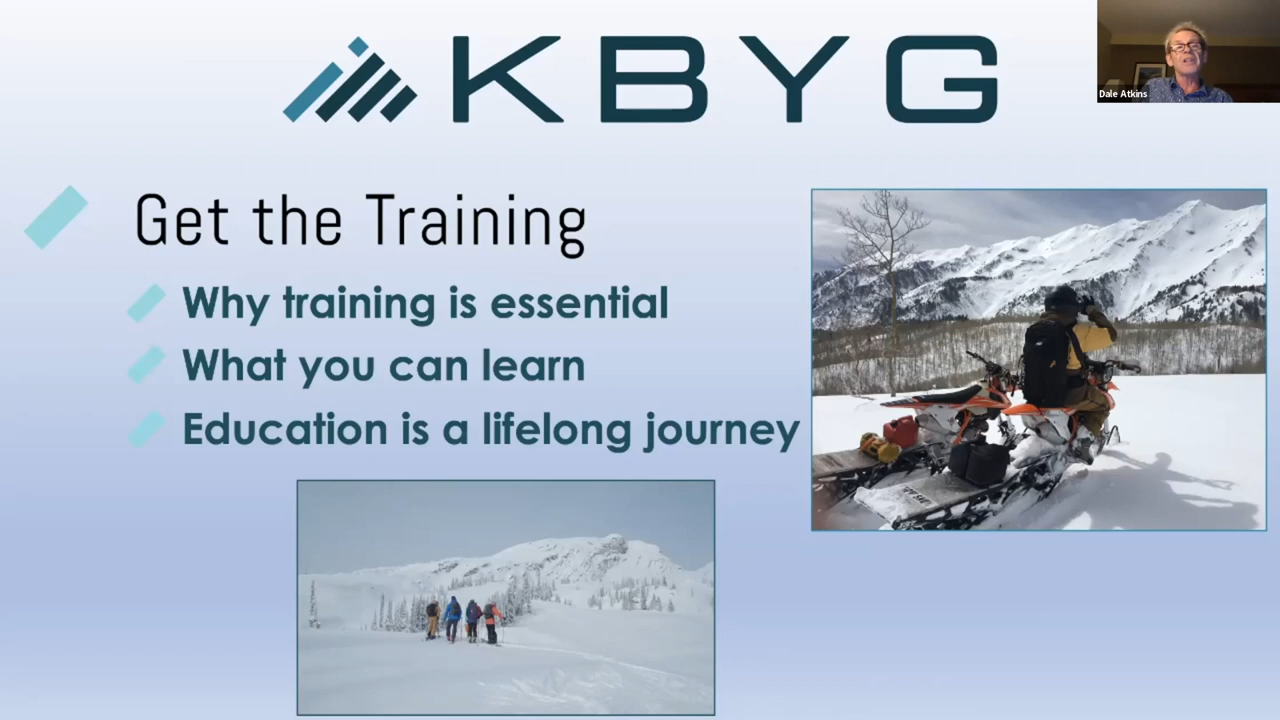 KBYG
Dale Atkins
Get the Training
Why training is essential
What you can learn
Education is a lifelong journey